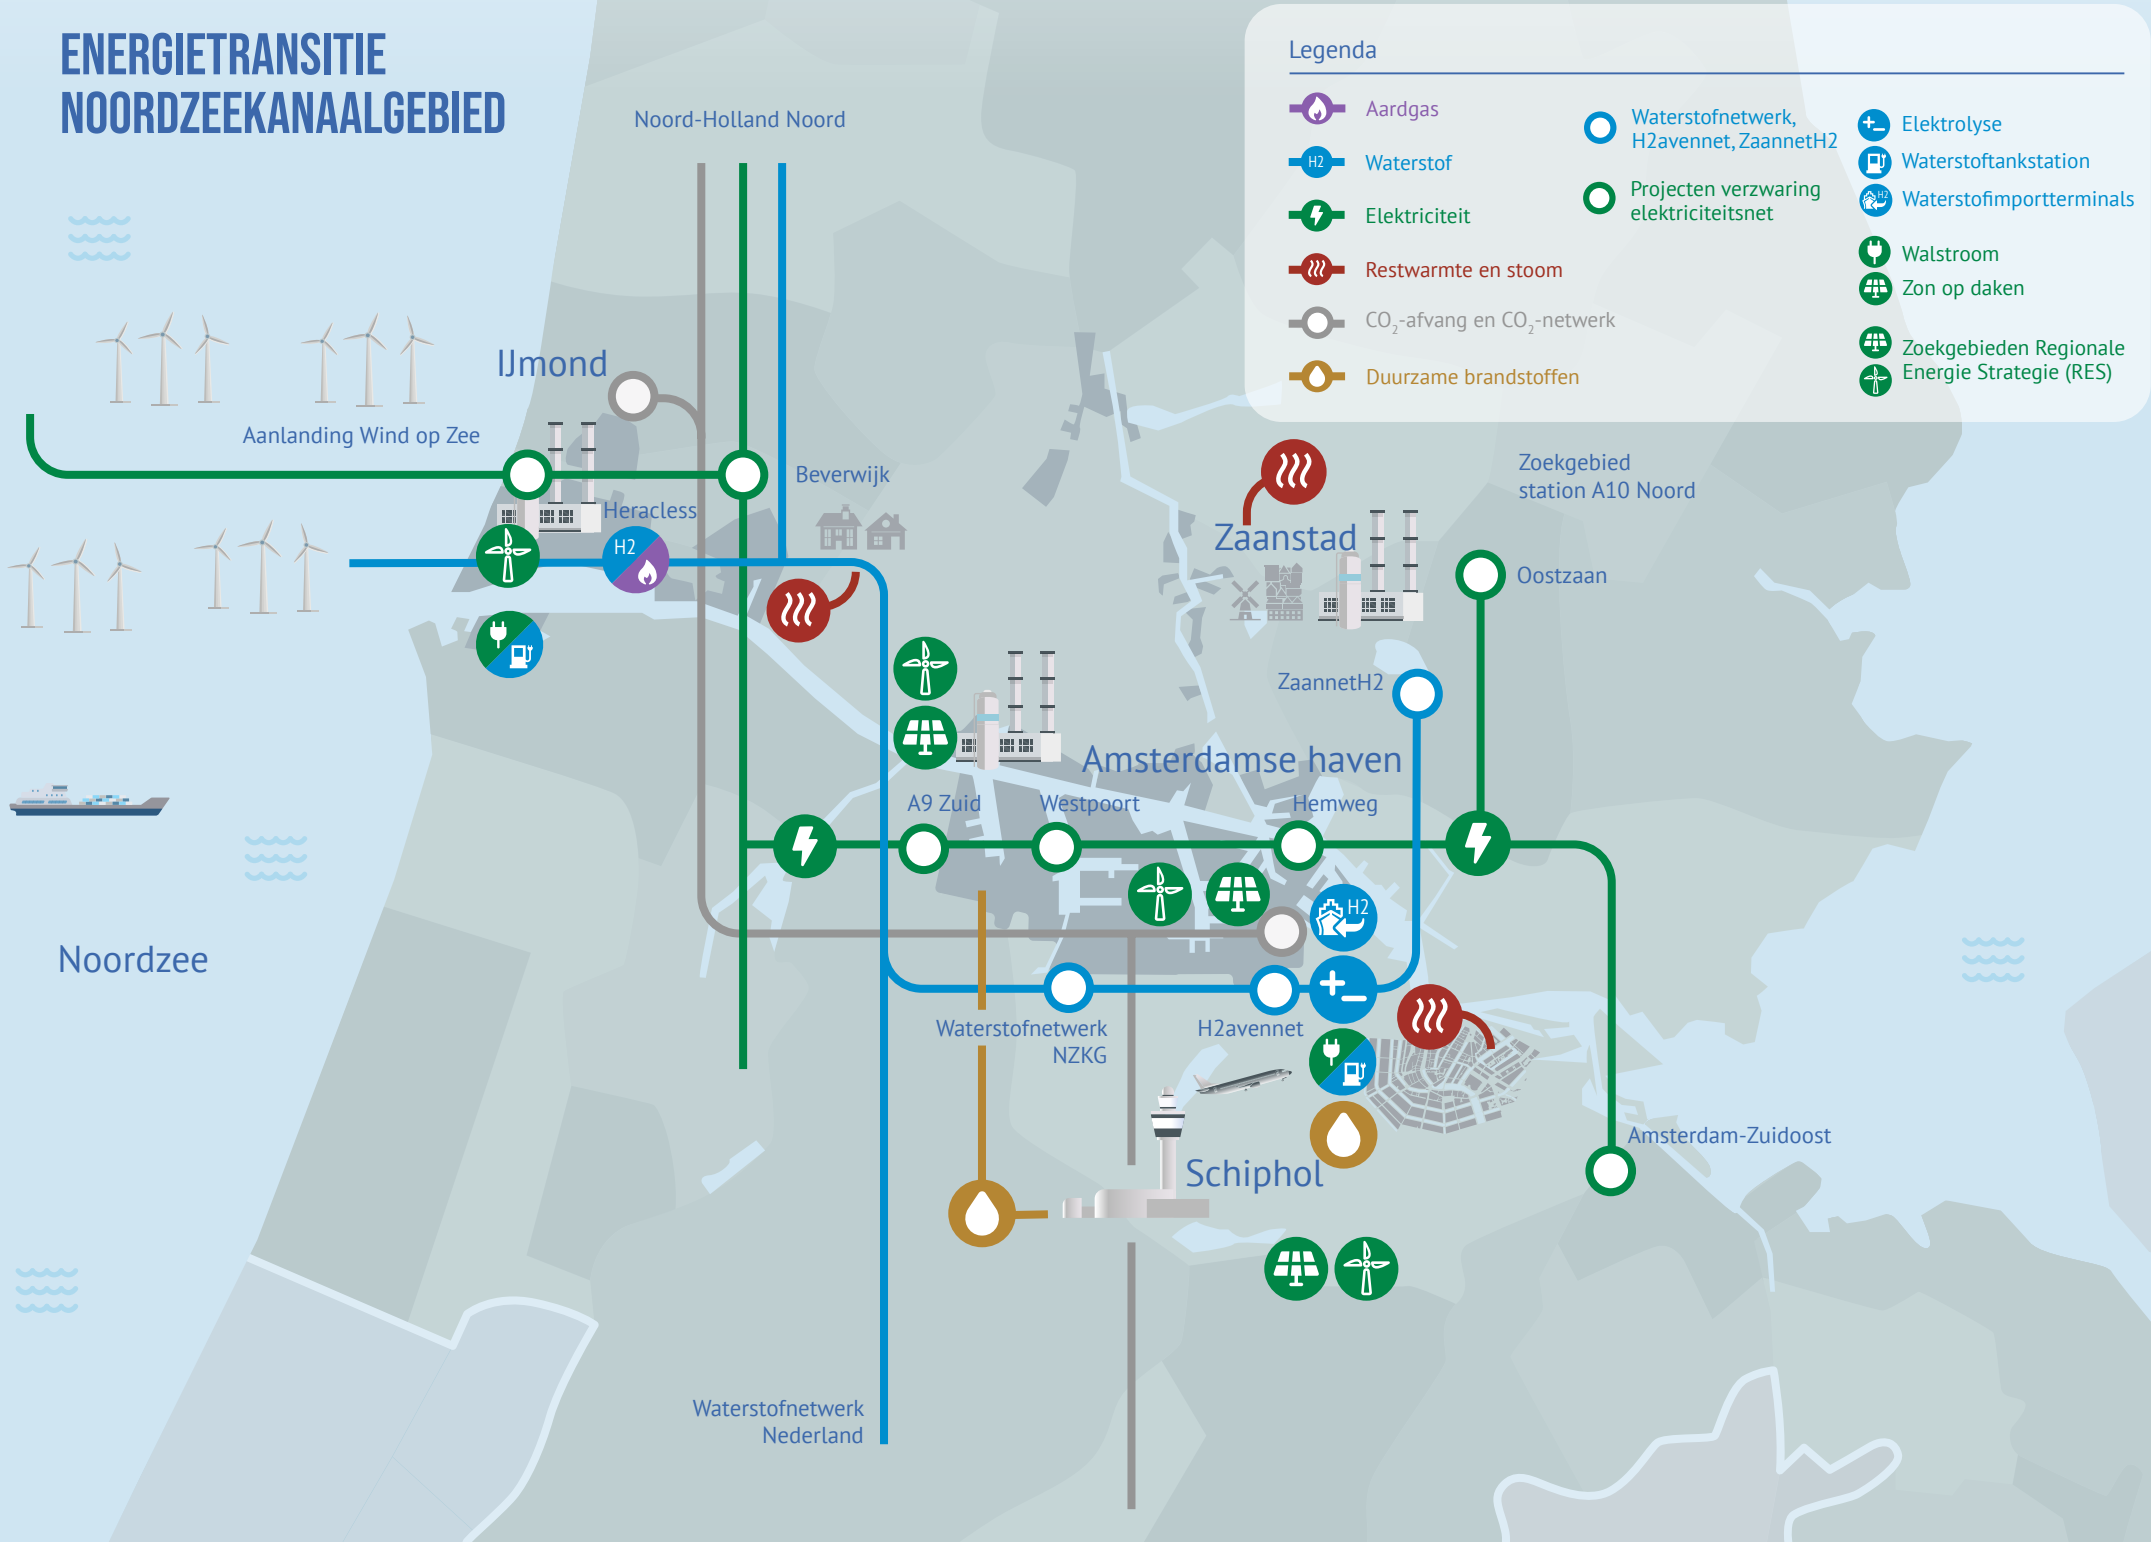 ENERGIETRANSITIE
NOORDZEEKANAALGEBIED
Legenda
Aardgas
H2
Waterstof
Elektriciteit
Restwarmte en stoom
CO2-afvang en CO2-netwerk
Duurzame brandstoffen
Waterstofnetwerk,
H2avennet, ZaannetH2
Projecten verzwaring
elektriciteitsnet
Elektrolyse
Waterstoftankstation
H2
Waterstofimportterminals
Walstroom
Zon op daken
Zoekgebieden Regionale
Energie Strategie (RES)
Noord-Holland Noord
IJmond
Aanlanding Wind op Zee
Beverwijk
Heracless
H2
Zoekgebied
station A10 Noord
Zaanstad
Oostzaan
ZaannetH2
Amsterdamse haven
A9 Zuid
Westpoort
Hemweg
H2
Noordzee
Waterstofnetwerk
NZKG
H2avennet
Amsterdam-Zuidoost
Schiphol
Waterstofnetwerk
Nederland